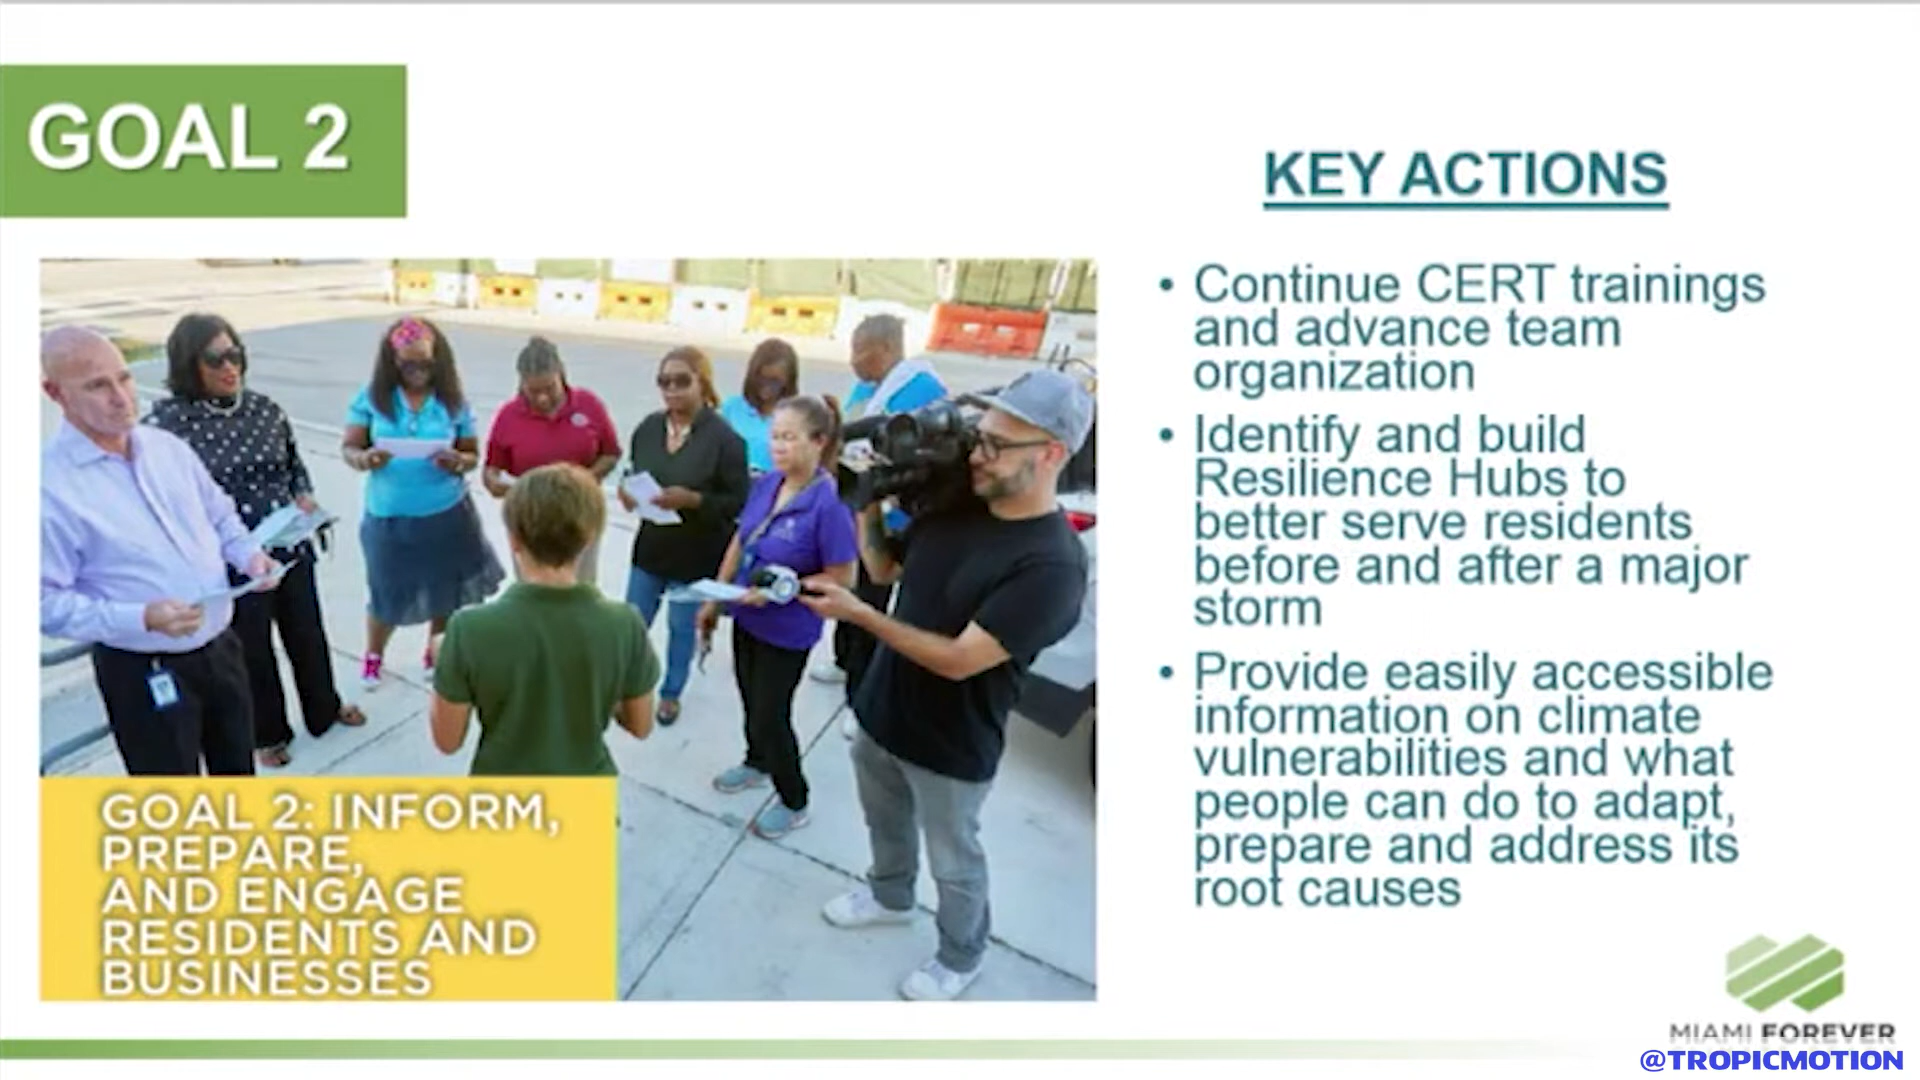 GOAL 2
KEY ACTIONS
• Continue CERT trainings
and advance team
organization
• Identify and build
Resilience Hubs to
better serve residents
before and after a major
storm
• Provide easily accessible
information on climate
vulnerabilities and what
people can do to adapt,
prepare and address its
root causes
GOAL 2: INFORM,
PREPARE,
AND ENGAGE
RESIDENTS AND
BUSINESSES
MIAMI FOREVER
@TROPICMOTION